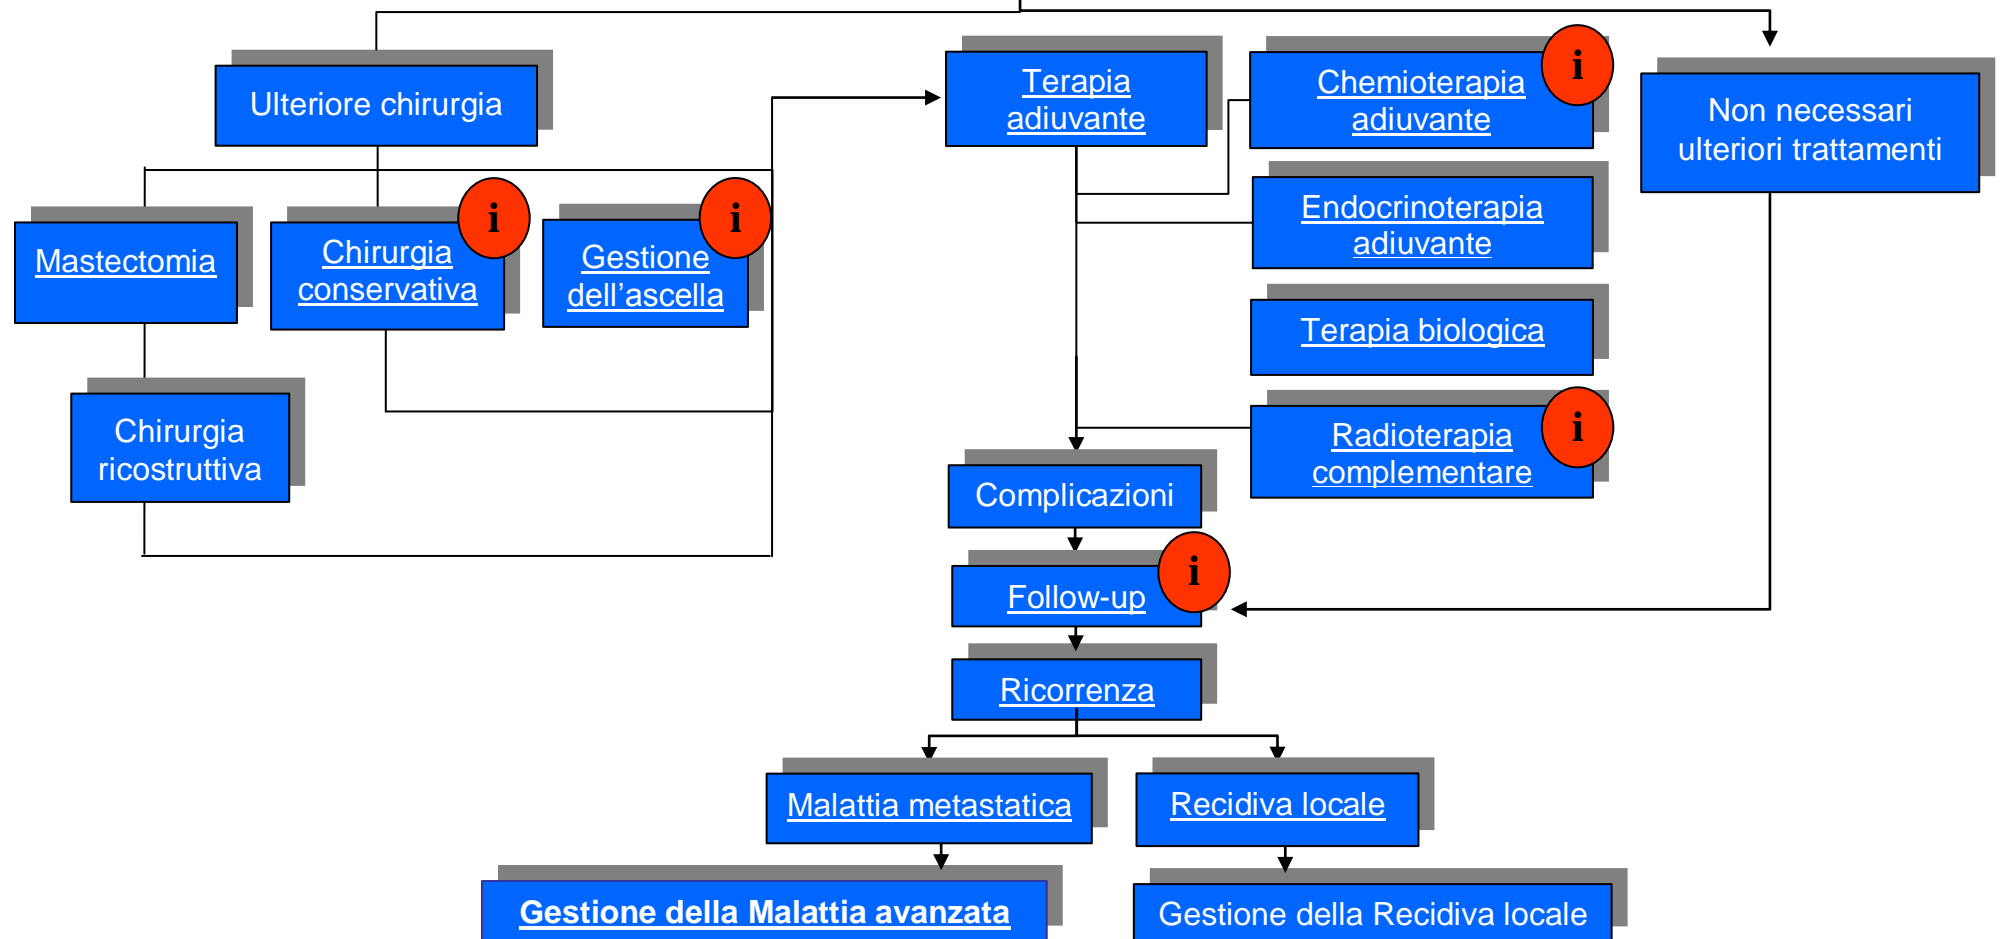 Ulteriore chirurgia
Terapia
adiuvante
Chemioterapia
adiuvante
i
Non necessari
ulteriori trattamenti
Mastectomia
Chirurgia
conservativa
i
Gestione
dell’ascella
i
Endocrinoterapia
adiuvante
Terapia biologica
Chirurgia
ricostruttiva
Radioterapia
complementare
i
Complicazioni
Follow-up
i
Ricorrenza
Malattia metastatica
Recidiva locale
Gestione della Malattia avanzata
Gestione della Recidiva locale